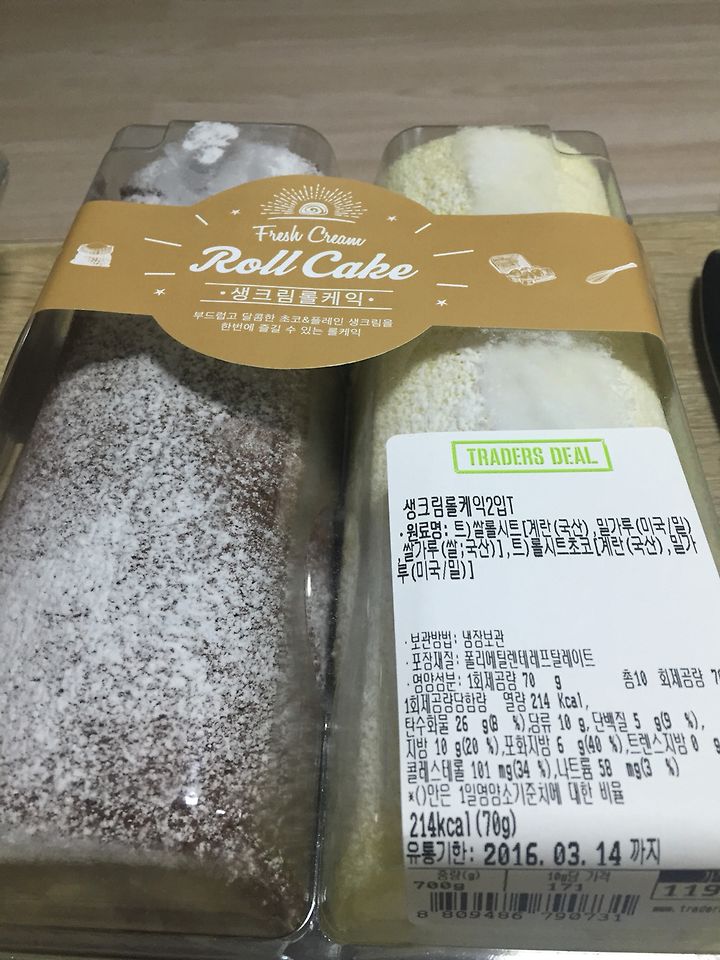 Fresh Cream
Roll Cake
·생크림롤케익·
부드럽고 달콤한 초코&플레인 생크림을
한번에 즐길 수 있는 롤케익
TRADERS DEAL
생크림롤케익2입T
·원료명: 트)쌀롤시트[계란(국산),밀가루(미국/밀)
쌀가루(쌀;국산)],트)롤시트초코[계란(국산),밀가
루(미국/밀)]
·보관방법: 냉장보관
·포장재질: 폴리에틸렌테레프탈레이트
·영양성분: 1회제공량 70 g 총10 회제공량
1회제공량당함량 열량 214 Kcal,
탄수화물 26 g(8 %),당류 10 g,단백질 5 g(9 %),
지방 10 g(20 %),포화지방 6 g(40 %),트랜스지방 0 g
콜레스테롤 101 mg(34 %),나트륨 58 mg(3 %)
*()안은 1일영양소기준치에 대한 비율
214kcal(70g)
유통기한: 2016.03.14 까지
중량(g) 10g당 가격
700g 171 119
8 809486 790731